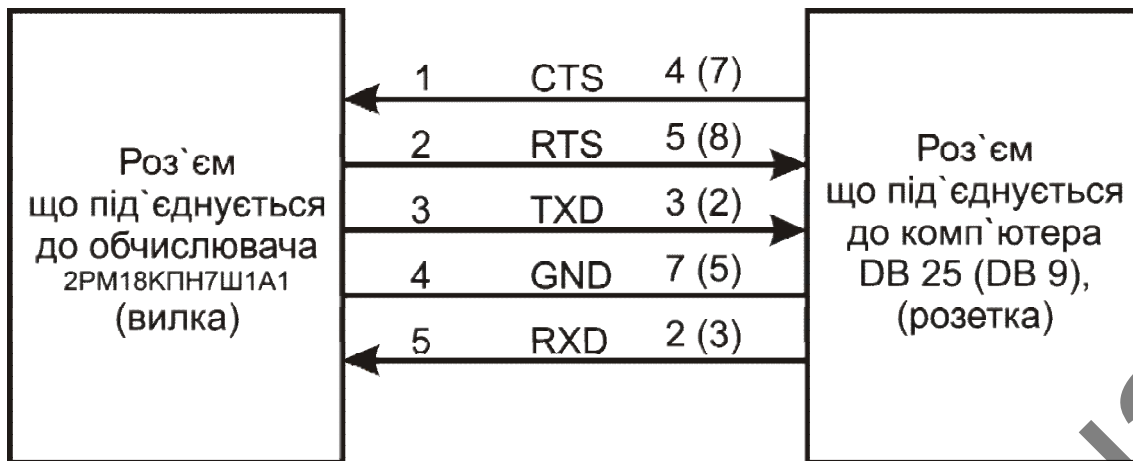 Роз`єм
що під`єднується
до обчислювача
2РМ18КПН7Ш1А1
(вилка)
1 CTS 4 (7)
2 RTS 5 (8)
3 TXD 3 (2)
4 GND 7 (5)
5 RXD 2 (3)
Роз`єм
що під`єднується
до комп`ютера
DB 25 (DB 9),
(розетка)